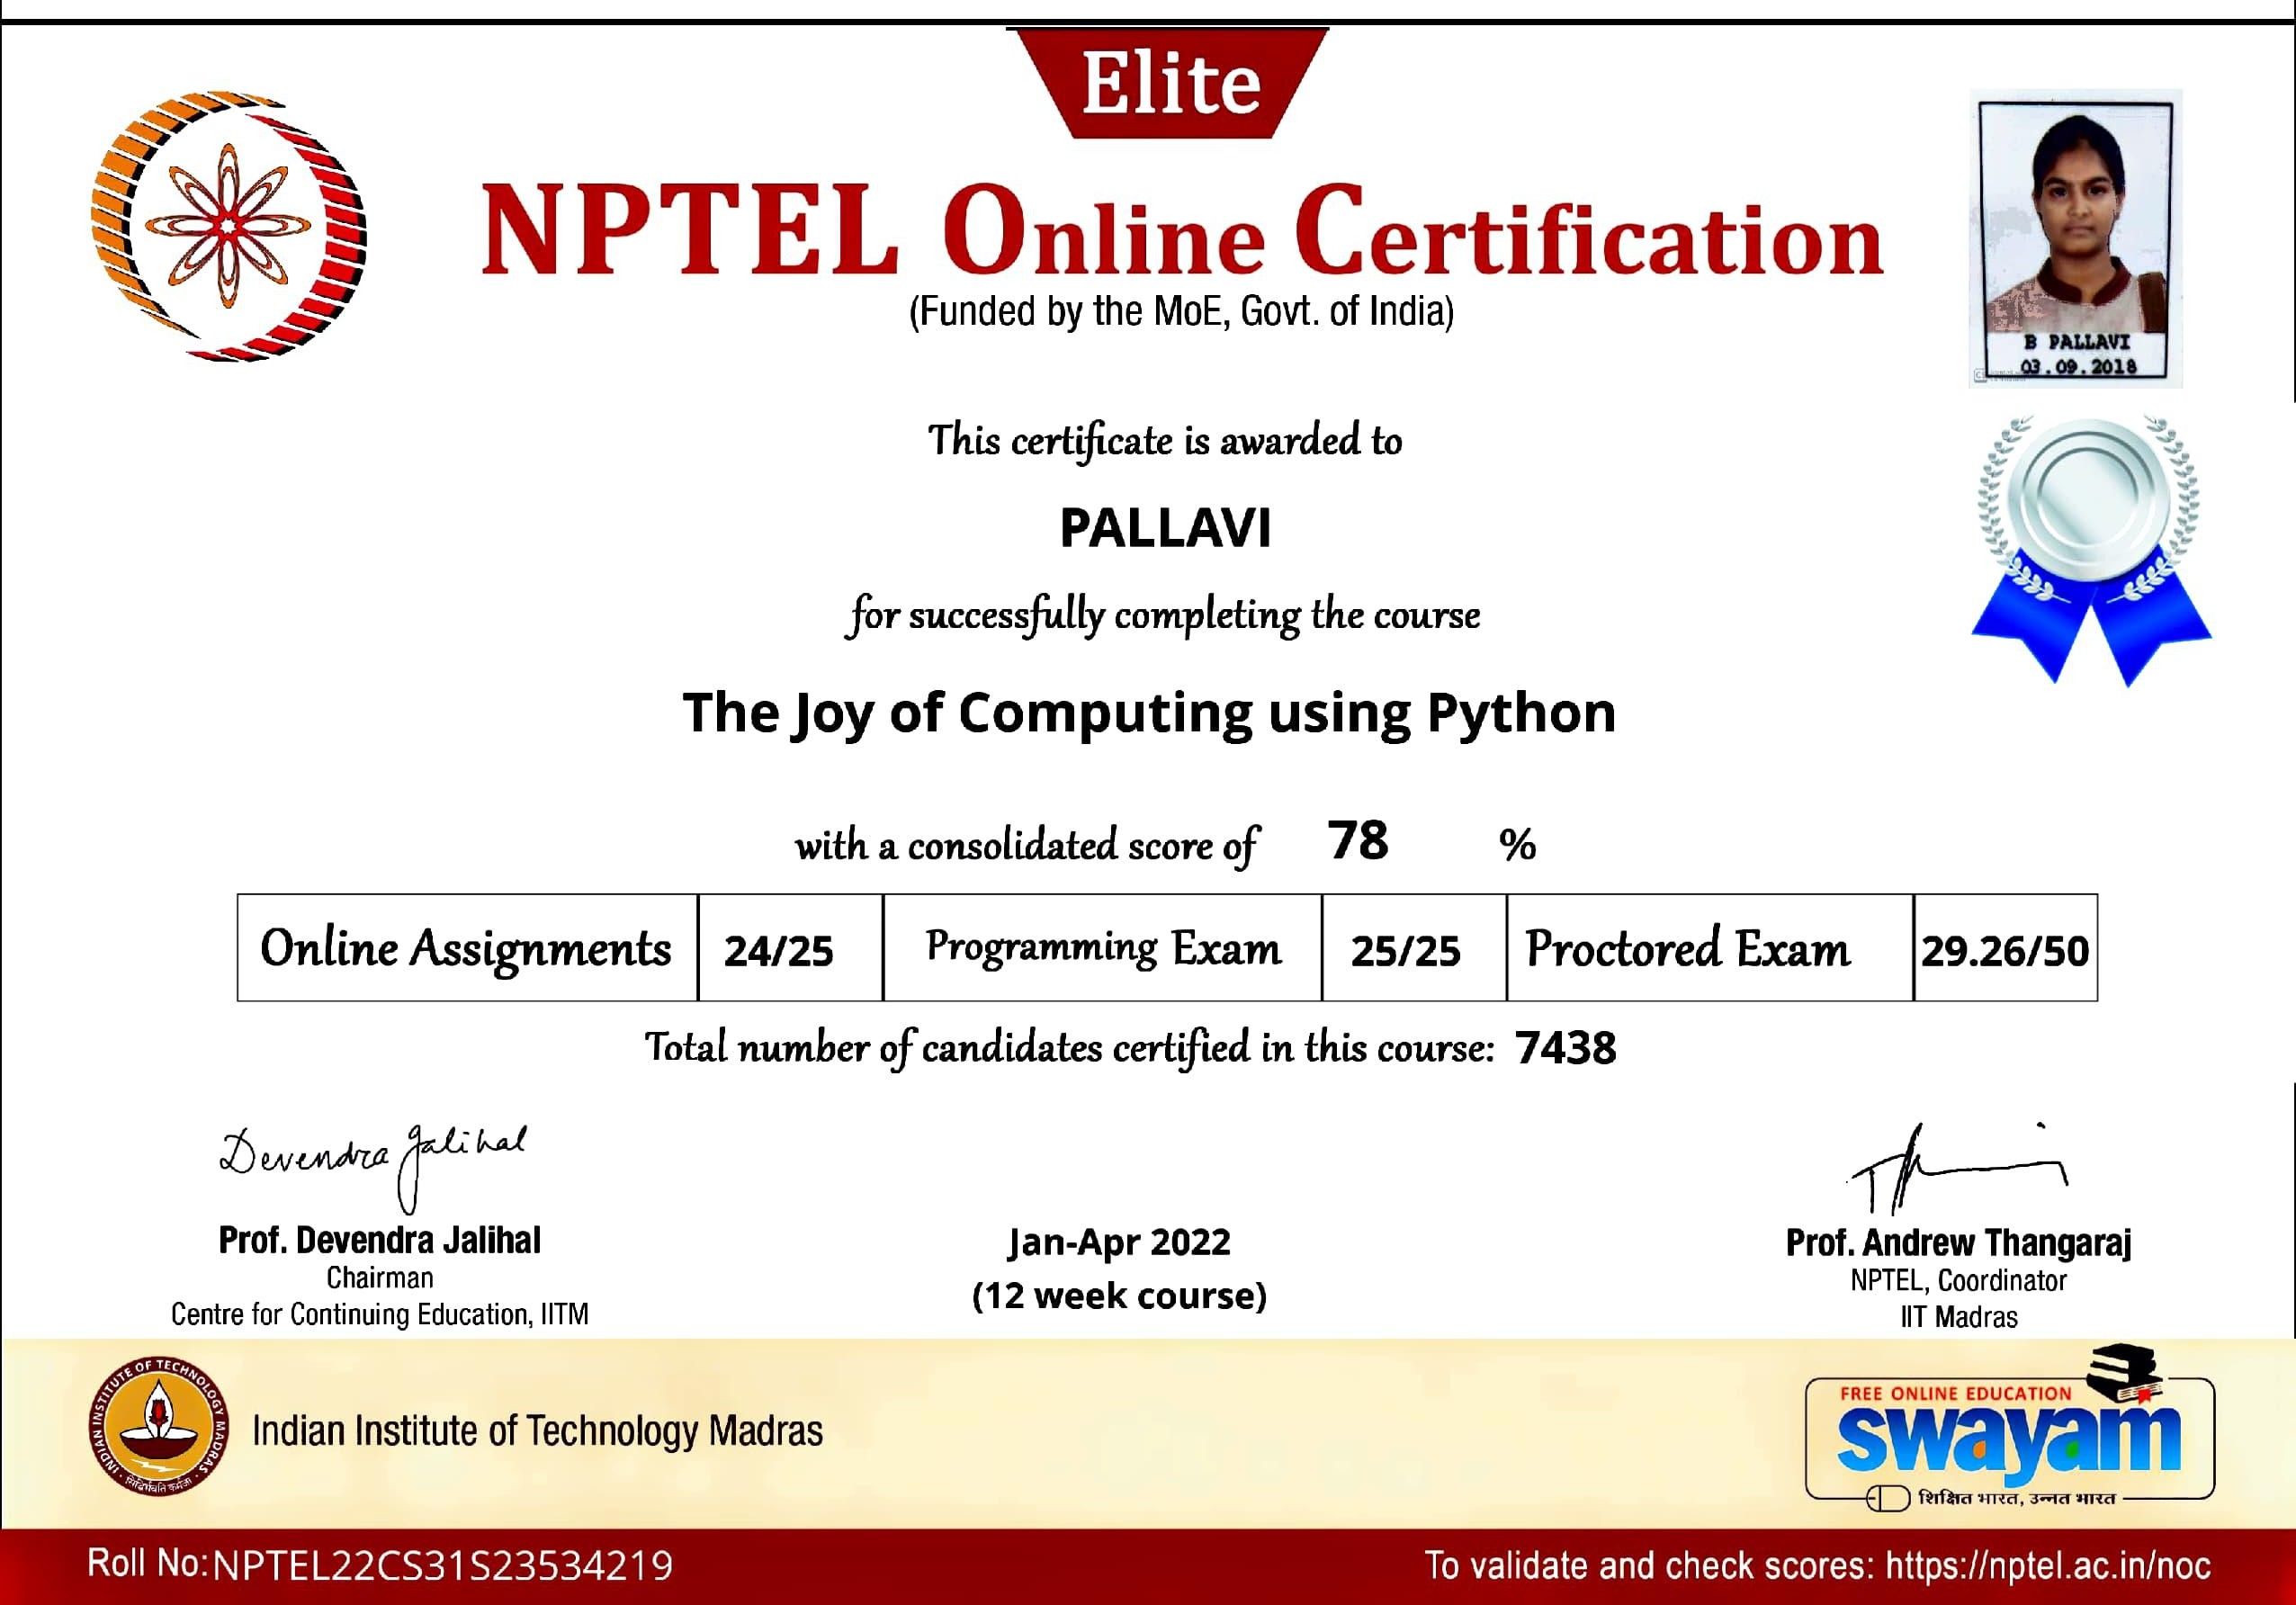 Elite
NPTEL Online Certification
(Funded by the MoE, Govt. of India)
B PALLAVI
03.09.2018
This certificate is awarded to
PALLAVI
for successfully completing the course
The Joy of Computing using Python
with a consolidated score of 78 %
Online Assignments 24/25 Programming Exam 25/25 Proctored Exam 29.26/50
Total number of candidates certified in this course: 7438
Devendra Jalihal
Prof. Devendra Jalihal
Chairman
Centre for Continuing Education, IITM
Jan-Apr 2022
(12 week course)
Prof. Andrew Thangaraj
NPTEL, Coordinator
IIT Madras
INDIAN INSTITUTE OF TECHNOLOGY MADRAS
सिद्धिर्भवति कर्मजा
Indian Institute of Technology Madras
FREE ONLINE EDUCATION
swayam
शिक्षित भारत, उन्नत भारत
Roll No: NPTEL22CS31S23534219
To validate and check scores: https://nptel.ac.in/noc